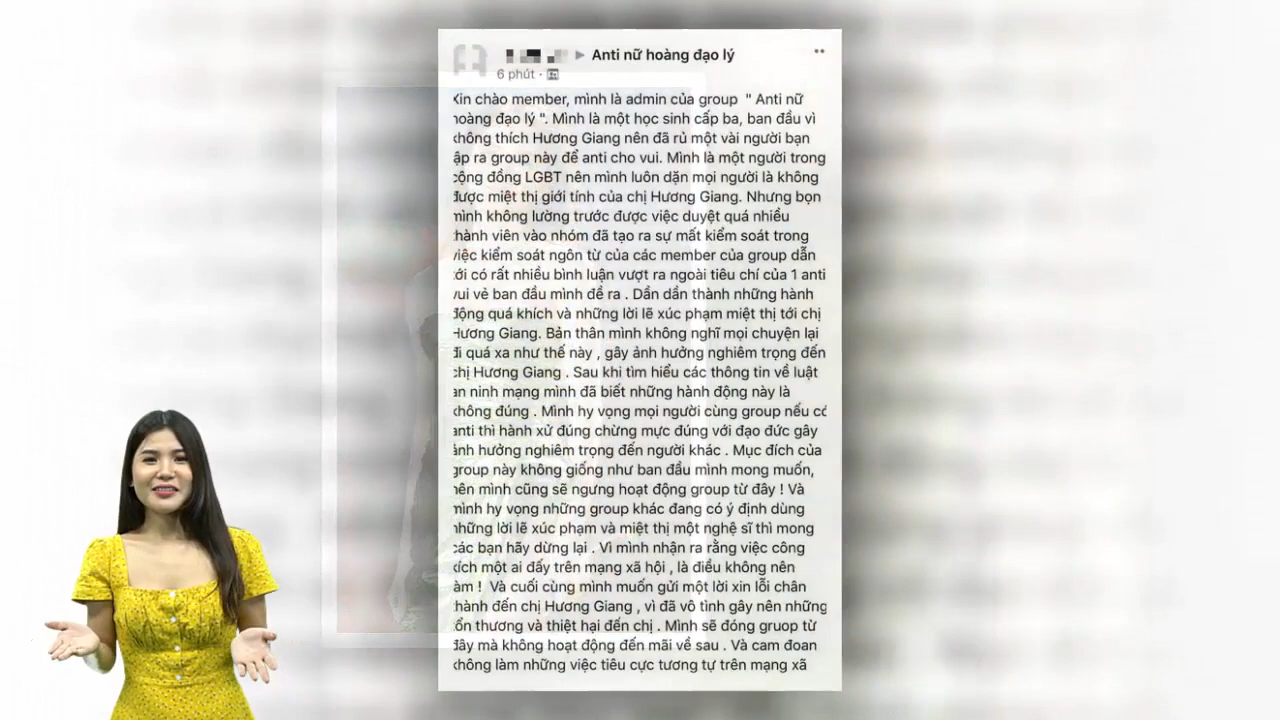 Anti nữ hoàng đạo lý
6 phút
Xin chào member, mình là admin của group " Anti nữ
hoàng đạo lý ". Mình là một học sinh cấp ba, ban đầu vì
không thích Hương Giang nên đã rủ một vài người bạn
lập ra group này để anti cho vui. Mình là một người trong
cộng đồng LGBT nên mình luôn dặn mọi người là không
được miệt thị giới tính của chị Hương Giang. Nhưng bọn
mình không lường trước được việc duyệt quá nhiều
thành viên vào nhóm đã tạo ra sự mất kiểm soát trong
việc kiểm soát ngôn từ của các member của group dẫn
tới có rất nhiều bình luận vượt ra ngoài tiêu chí của 1 anti
vui vẻ ban đầu mình đề ra . Dần dần thành những hành
động quá khích và những lời lẽ xúc phạm miệt thị tới chị
Hương Giang. Bản thân mình không nghĩ mọi chuyện lại
đi quá xa như thế này , gây ảnh hưởng nghiêm trọng đến
chị Hương Giang . Sau khi tìm hiểu các thông tin về luật
an ninh mạng mình đã biết những hành động này là
không đúng . Mình hy vọng mọi người cùng group nếu có
anti thì hành xử đúng chừng mực đúng với đạo đức gây
ảnh hưởng nghiêm trọng đến người khác . Mục đích của
group này không giống như ban đầu mình mong muốn,
nên mình cũng sẽ ngưng hoạt động group từ đây ! Và
mình hy vọng những group khác đang có ý định dùng
những lời lẽ xúc phạm và miệt thị một nghệ sĩ thì mong
các bạn hãy dừng lại . Vì mình nhận ra rằng việc công
kích một ai đấy trên mạng xã hội , là điều không nên
làm ! Và cuối cùng mình muốn gửi một lời xin lỗi chân
thành đến chị Hương Giang , vì đã vô tình gây nên những
tổn thương và thiệt hại đến chị . Mình sẽ đóng gruop từ
đây mà không hoạt động đến mãi về sau . Và cam đoan
không làm những việc tiêu cực tương tự trên mạng xã